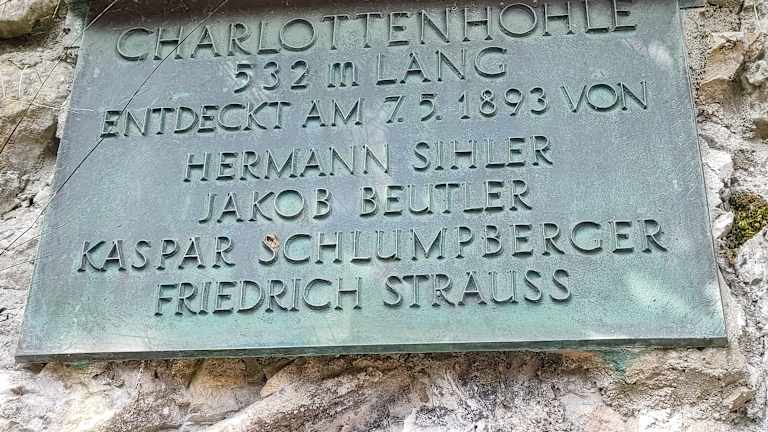 CHARLOTTENHÖHLE
532 m LANG
ENTDECKT AM 7.5.1893 VON
HERMANN SIHLER
JAKOB BEUTLER
KASPAR SCHLUMPBERGER
FRIEDRICH STRAUSS